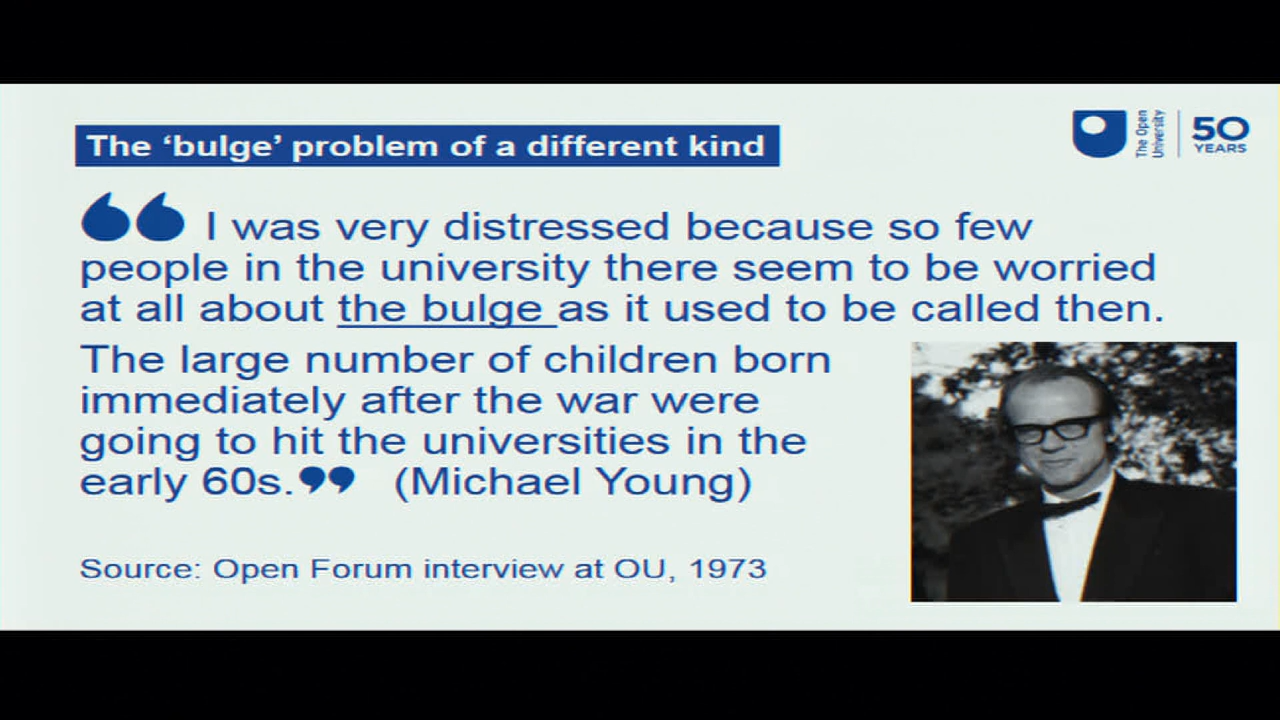 The ‘bulge’ problem of a different kind
The Open
University
50
YEARS
❝ I was very distressed because so few
people in the university there seem to be worried
at all about the bulge as it used to be called then.
The large number of children born
immediately after the war were
going to hit the universities in the
early 60s.❞ (Michael Young)
Source: Open Forum interview at OU, 1973